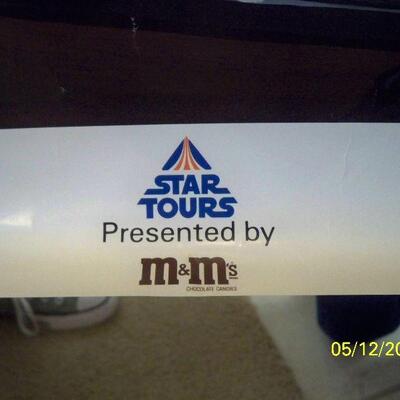 STAR
TOURS
Presented by
m&m's
CHOCOLATE CANDIES
05/12/20